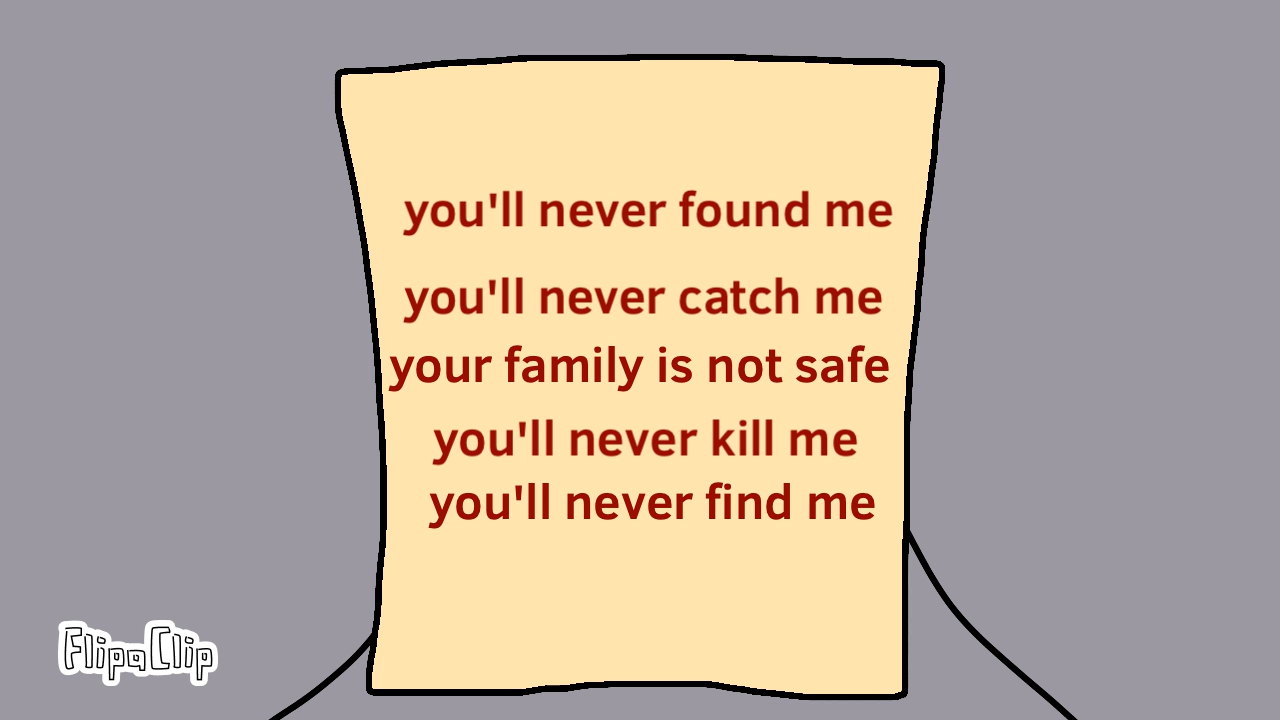 you'll never found me
you'll never catch me
your family is not safe
you'll never kill me
you'll never find me
FlipaClip